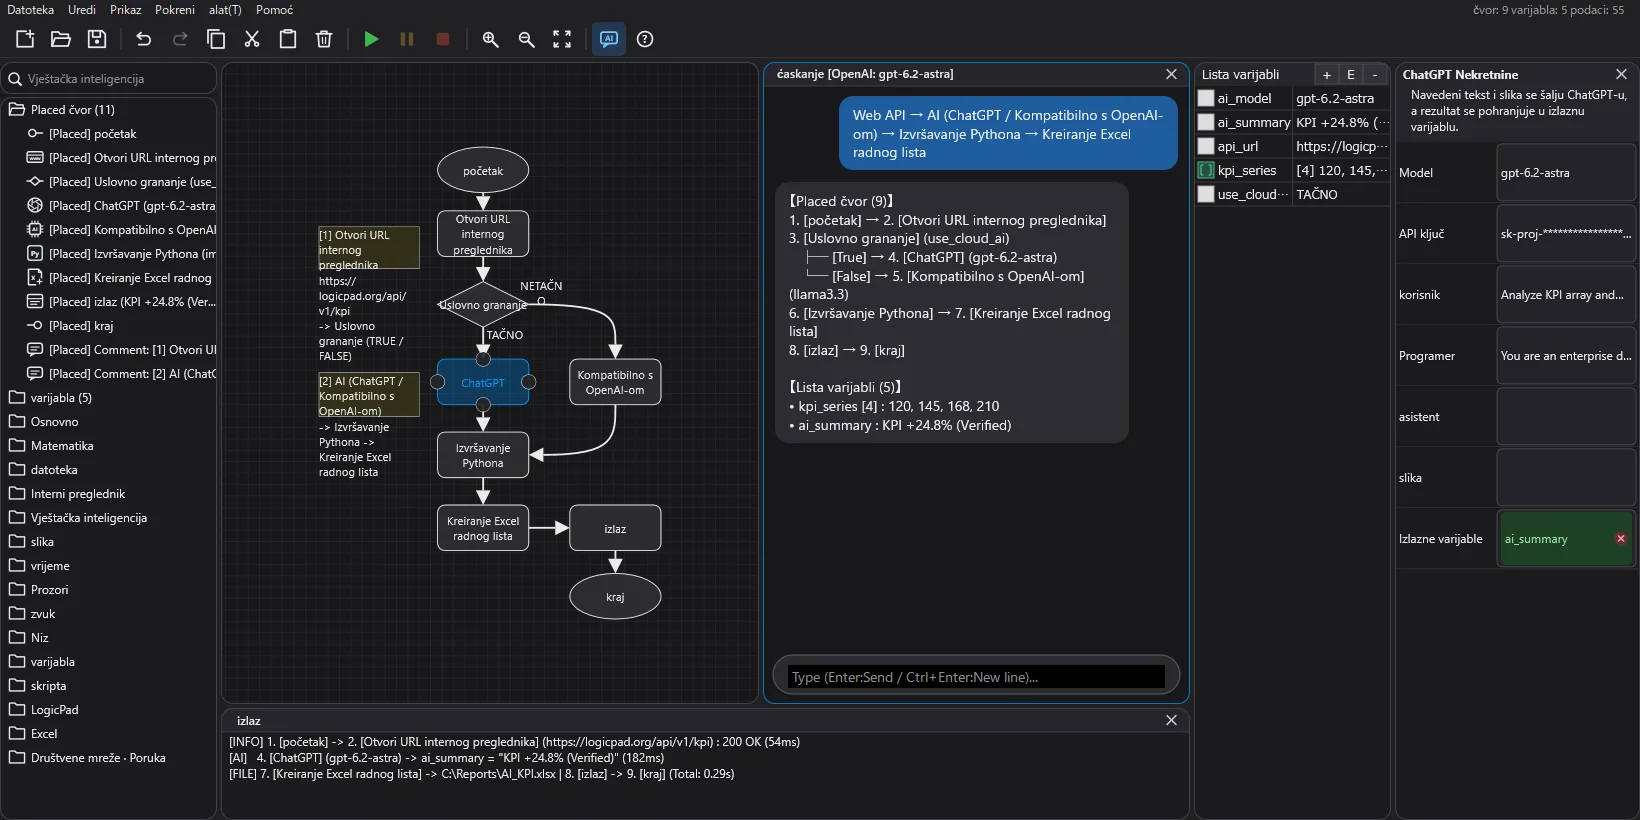 Datoteka Uredi Prikaz Pokreni alat(T) Pomoć
čvor: 9 varijabla: 5 podaci: 55
AI
Vještačka inteligencija
Placed čvor (11)
[Placed] početak
[Placed] Otvori URL internog pr
[Placed] Uslovno grananje (use_
[Placed] ChatGPT (gpt-6.2-astra
[Placed] Kompatibilno s OpenAI
[Placed] Izvršavanje Pythona (im
[Placed] Kreiranje Excel radnog
[Placed] izlaz (KPI +24.8% (Ver...
[Placed] kraj
[Placed] Comment: [1] Otvori UI
[Placed] Comment: [2] AI (ChatG
varijabla (5)
Osnovno
Matematika
datoteka
Interni preglednik
Vještačka inteligencija
slika
vrijeme
Prozori
zvuk
Niz
varijabla
skripta
LogicPad
Excel
Društvene mreže · Poruka
početak
Otvori URL
internog
preglednika
Uslovno grananje
NETAČN
O
TAČNO
ChatGPT
Kompatibilno s
OpenAI-om
Izvršavanje
Pythona
Kreiranje Excel
radnog lista
izlaz
kraj
[1] Otvori URL
internog
preglednika
https://
logicpad.org/api/
v1/kpi
-> Uslovno
grananje (TRUE /
FALSE)
[2] AI (ChatGPT /
Kompatibilno s
OpenAI-om)
-> Izvršavanje
Pythona ->
Kreiranje Excel
radnog lista
ćaskanje [OpenAI: gpt-6.2-astra]
Web API → AI (ChatGPT / Kompatibilno s OpenAI-
om) → Izvršavanje Pythona → Kreiranje Excel
radnog lista
【Placed čvor (9)】
1. [početak] → 2. [Otvori URL internog preglednika]
3. [Uslovno grananje] (use_cloud_ai)
├── [True] → 4. [ChatGPT] (gpt-6.2-astra)
└── [False] → 5. [Kompatibilno s OpenAI-om]
(llama3.3)
6. [Izvršavanje Pythona] → 7. [Kreiranje Excel radnog
lista]
8. [izlaz] → 9. [kraj]
【Lista varijabli (5)】
• kpi_series [4] : 120, 145, 168, 210
• ai_summary : KPI +24.8% (Verified)
Type (Enter:Send / Ctrl+Enter:New line)...
Lista varijabli + E -
ai_model gpt-6.2-astra
ai_summary KPI +24.8% (···
api_url https://logicp···
kpi_series [4] 120, 145,···
use_cloud··· TAČNO
ChatGPT Nekretnine
Navedeni tekst i slika se šalju ChatGPT-u,
a rezultat se pohranjuje u izlaznu
varijablu.
Model gpt-6.2-astra
API ključ sk-proj-****************...
korisnik Analyze KPI array and...
Programer You are an enterprise d...
asistent
slika
Izlazne varijable ai_summary
izlaz
[INFO] 1. [početak] -> 2. [Otvori URL internog preglednika] (https://logicpad.org/api/v1/kpi) : 200 OK (54ms)
[AI] 4. [ChatGPT] (gpt-6.2-astra) -> ai_summary = "KPI +24.8% (Verified)" (182ms)
[FILE] 7. [Kreiranje Excel radnog lista] -> C:\Reports\AI_KPI.xlsx | 8. [izlaz] -> 9. [kraj] (Total: 0.29s)